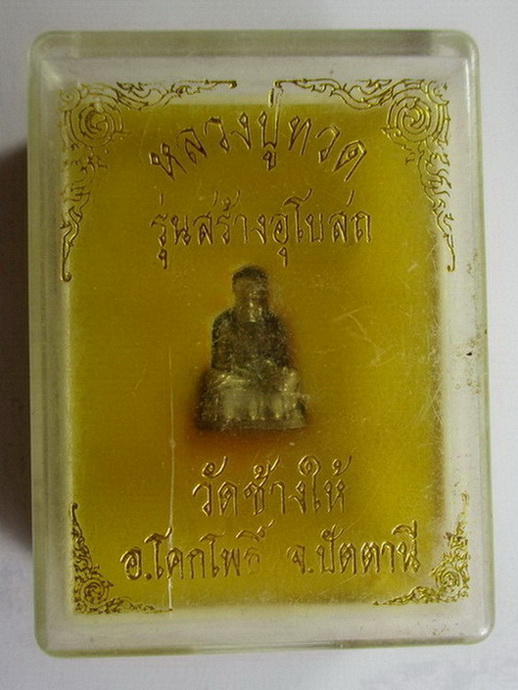 หลวงปู่ทวด
รุ่นสร้างอุโบสถ
วัดช้างให้
อ.โคกโพธิ์ จ.ปัตตานี